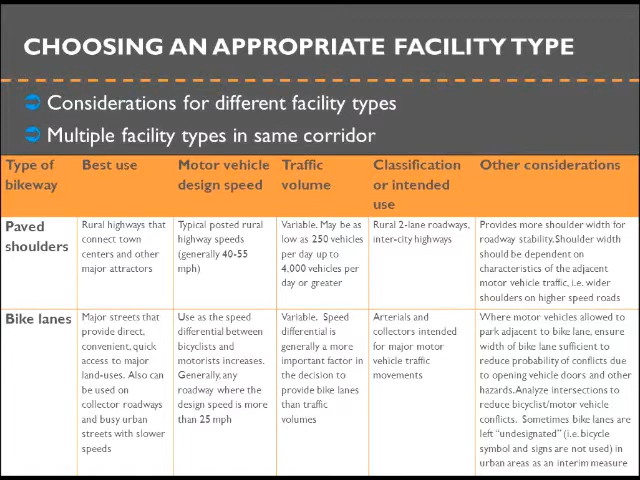 CHOOSING AN APPROPRIATE FACILITY TYPE
Considerations for different facility types
Multiple facility types in same corridor
Type of bikeway
Best use
Motor vehicle design speed
Traffic volume
Classification or intended use
Other considerations
Paved shoulders
Rural highways that
connect town
centers and other
major attractors
Typical posted rural
highway speeds
(generally 40-55
mph)
Variable. May be as
low as 250 vehicles
per day up to
4,000 vehicles per
day or greater
Rural 2-lane roadways,
inter-city highways
Provides more shoulder width for
roadway stability. Shoulder width
should be dependent on
characteristics of the adjacent
motor vehicle traffic, i.e. wider
shoulders on higher speed roads
Bike lanes
Major streets that
provide direct,
convenient, quick
access to major
land-uses. Also can
be used on
collector roadways
and busy urban
streets with slower
speeds
Use as the speed
differential between
bicyclists and
motorists increases.
Generally, any
roadway where the
design speed is more
than 25 mph
Variable. Speed
differential is
generally a more
important factor in
the decision to
provide bike lanes
than traffic
volumes
Arterials and
collectors intended
for major motor
vehicle traffic
movements
Where motor vehicles allowed to
park adjacent to bike lane, ensure
width of bike lane sufficient to
reduce probability of conflicts due
to opening vehicle doors and other
hazards. Analyze intersections to
reduce bicyclist/motor vehicle
conflicts. Sometimes bike lanes are
left "undesignated" (i.e. bicycle
symbol and signs are not used) in
urban areas as an interim measure